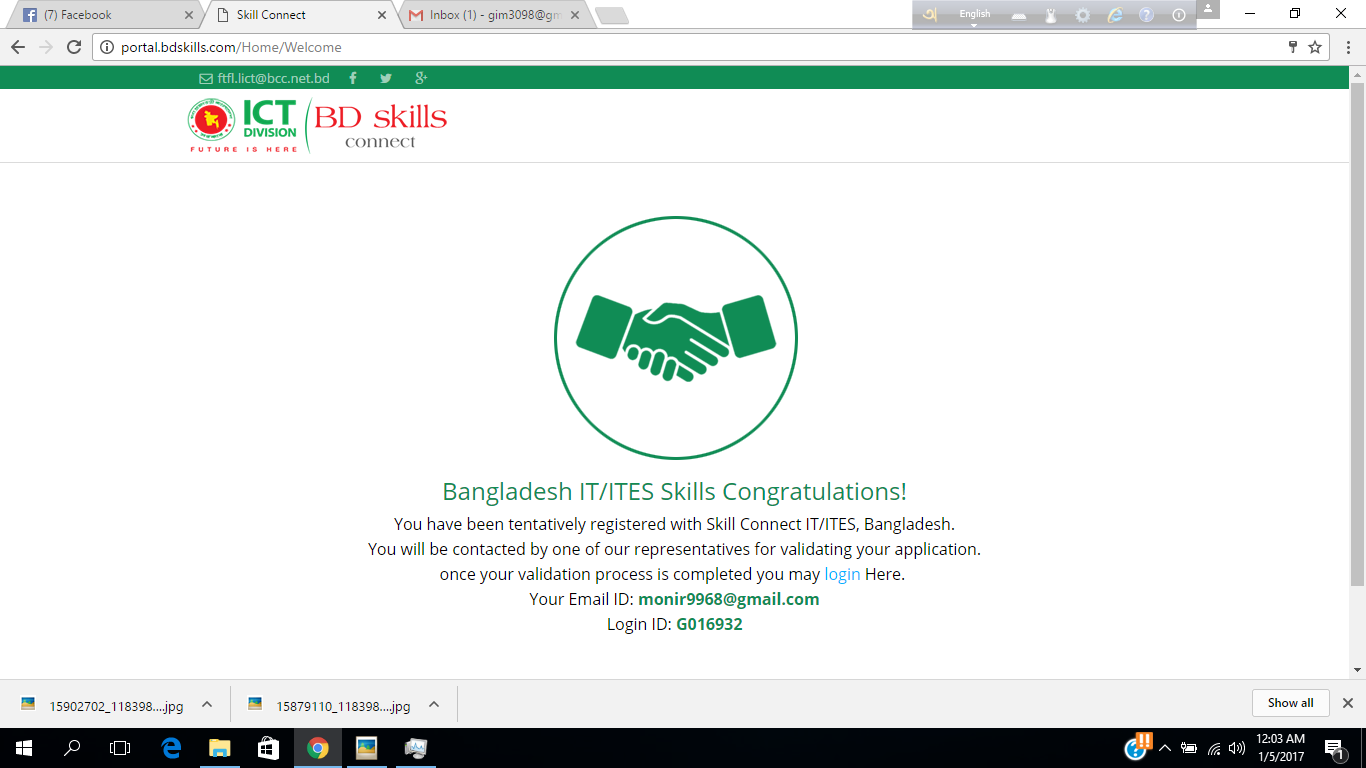 (7) Facebook
Skill Connect
Inbox (1) - gim3098@gm
English
portal.bdskills.com/Home/Welcome
ftfl.lict@bcc.net.bd
ICT
DIVISION
FUTURE IS HERE
BD skills
connect
Bangladesh IT/ITES Skills Congratulations!
You have been tentatively registered with Skill Connect IT/ITES, Bangladesh.
You will be contacted by one of our representatives for validating your application.
once your validation process is completed you may login Here.
Your Email ID: monir9968@gmail.com
Login ID: G016932
15902702_118398....jpg
15879110_118398....jpg
Show all
12:03 AM
1/5/2017
1